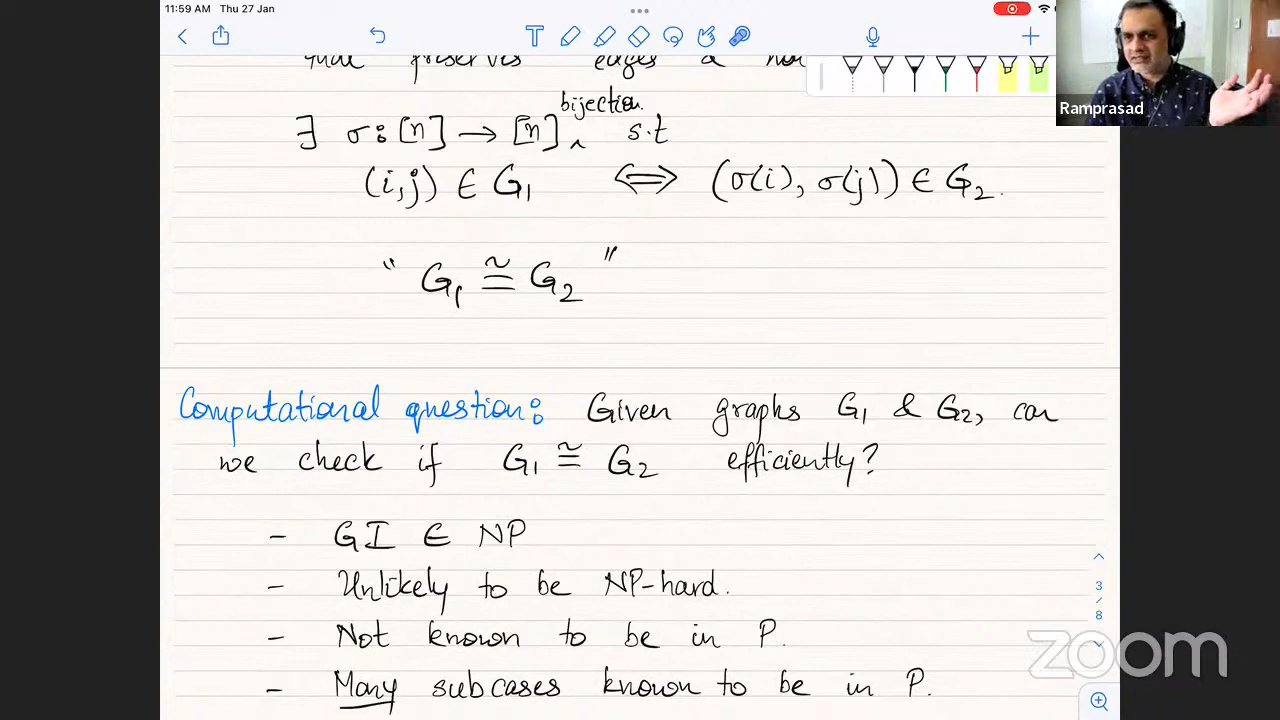 11:59 AM Thu 27 Jan
preserves edges
bijection
∃ σ: [n] → [n] ^ s.t
(i,j) ∈ G₁ ⟺ (σ(i), σ(j)) ∈ G₂.
Ramprasad
" G₁ ≅ G₂ "
Computational question: Given graphs G₁ & G₂, can
we check if G₁ ≅ G₂ efficiently?
- GI ∈ NP
- Unlikely to be NP-hard.
- Not known to be in P.
- Many subcases known to be in P.
3
/
8
zoom